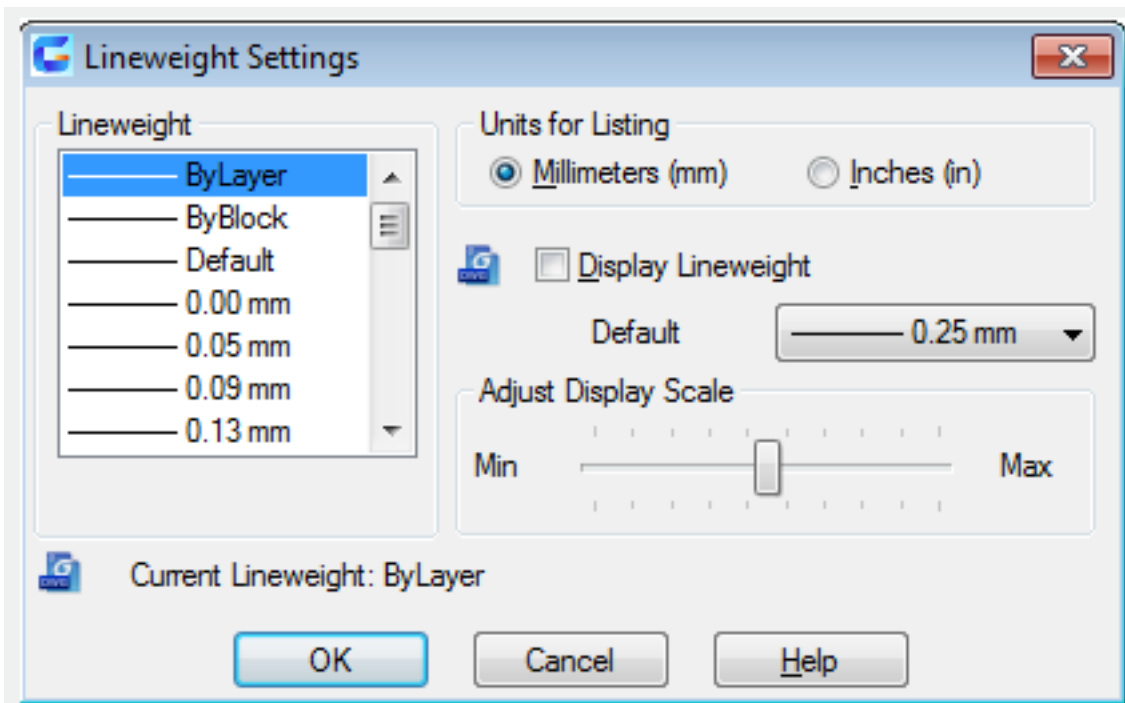 Lineweight Settings
Lineweight
ByLayer
ByBlock
Default
0.00 mm
0.05 mm
0.09 mm
0.13 mm
Units for Listing
Millimeters (mm)
Inches (in)
Display Lineweight
Default
0.25 mm
Adjust Display Scale
Min
Max
Current Lineweight: ByLayer
OK
Cancel
Help